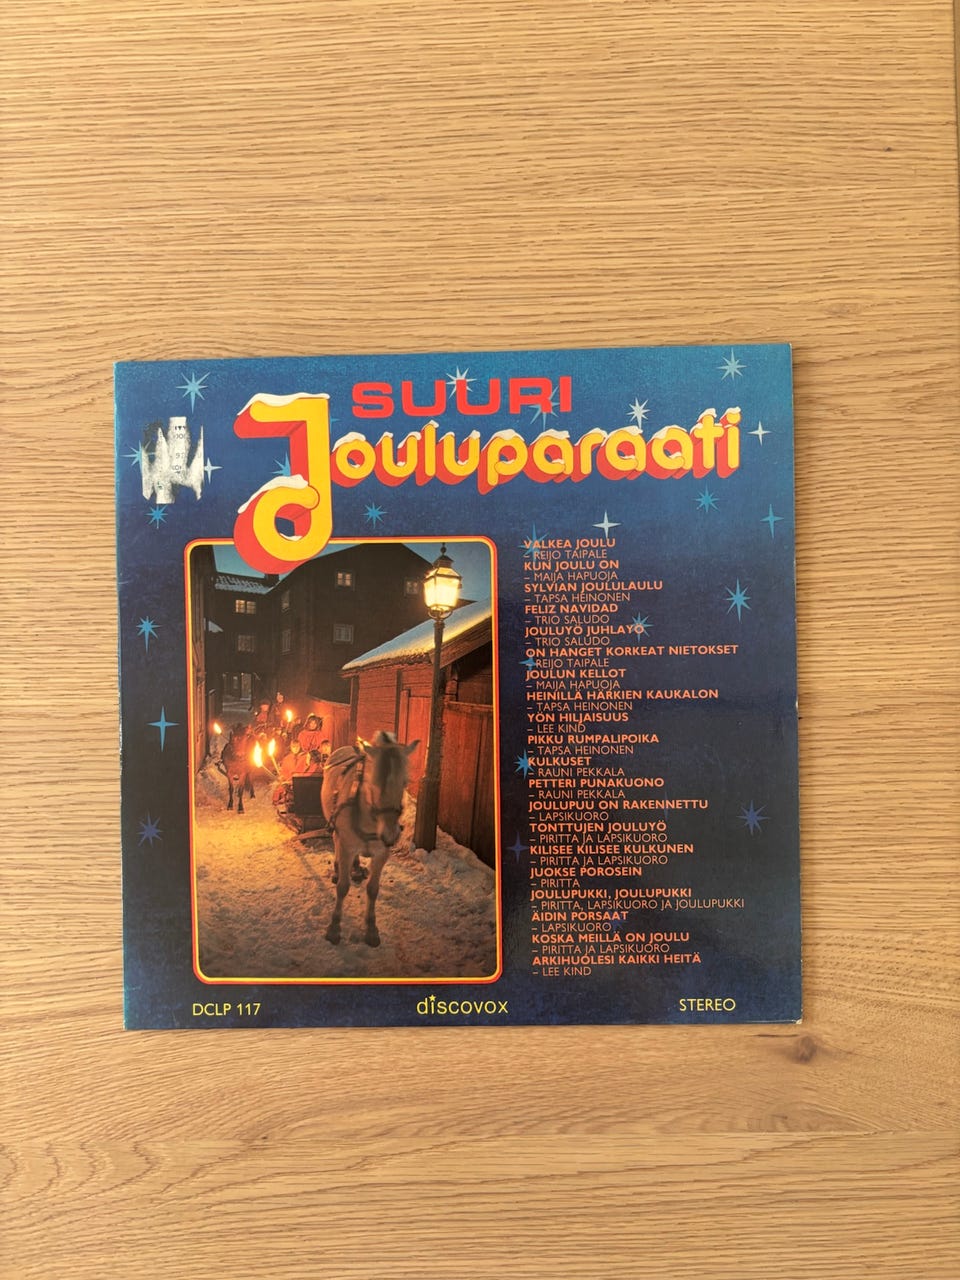 SUURI
Jouluparaati
VALKEA JOULU
– REIJO TAIPALE
KUN JOULU ON
– MAIJA HAPUOJA
SYLVIAN JOULULAULU
– TAPSA HEINONEN
FELIZ NAVIDAD
– TRIO SALUDO
JOULUYÖ JUHLAYÖ
– TRIO SALUDO
ON HANGET KORKEAT NIETOKSET
– REIJO TAIPALE
JOULUN KELLOT
– MAIJA HAPUOJA
HEINILLÄ HÄRKIEN KAUKALON
– TAPSA HEINONEN
YÖN HILJAISUUS
– LEE KIND
PIKKU RUMPALIPOIKA
– TAPSA HEINONEN
KULKUSET
– RAUNI PEKKALA
PETTERI PUNAKUONO
– RAUNI PEKKALA
JOULUPUU ON RAKENNETTU
– LAPSIKUORO
TONTTUJEN JOULUYÖ
– PIRITTA JA LAPSIKUORO
KILISEE KILISEE KULKUNEN
– PIRITTA JA LAPSIKUORO
JUOKSE POROSEIN
– PIRITTA
JOULUPUKKI, JOULUPUKKI
– PIRITTA, LAPSIKUORO JA JOULUPUKKI
ÄIDIN PORSAAT
– LAPSIKUORO
KOSKA MEILLÄ ON JOULU
– PIRITTA JA LAPSIKUORO
ARKIHUOLESI KAIKKI HEITÄ
– LEE KIND
DCLP 117
discovox
STEREO